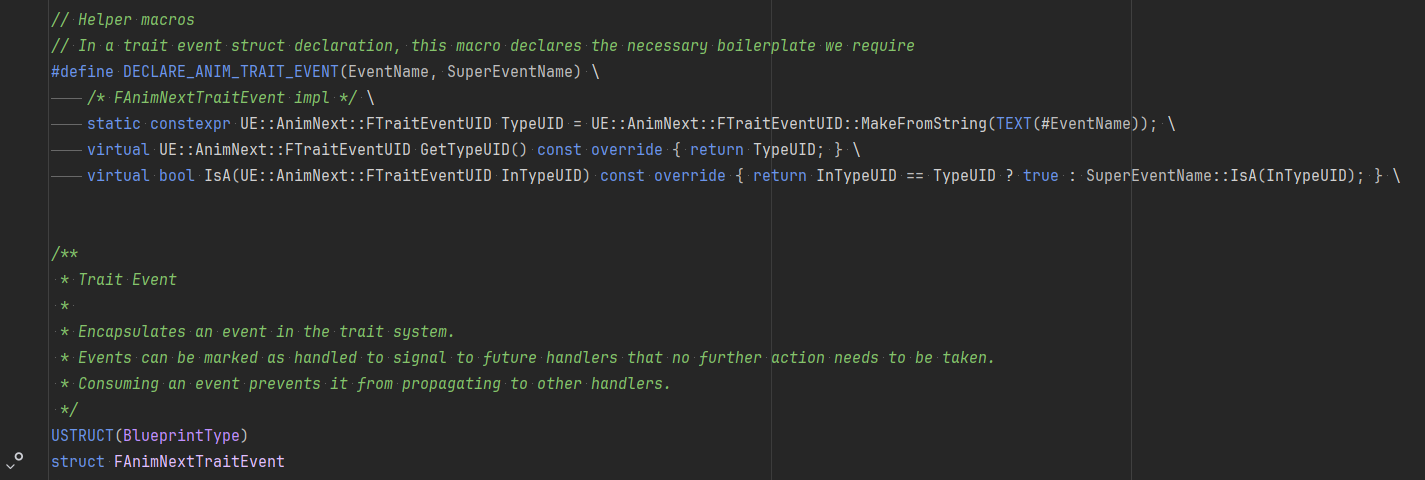 // Helper macros
// In a trait event struct declaration, this macro declares the necessary boilerplate we require
#define DECLARE_ANIM_TRAIT_EVENT(EventName, SuperEventName) \
/* FAnimNextTraitEvent impl */ \
static constexpr UE::AnimNext::FTraitEventUID TypeUID = UE::AnimNext::FTraitEventUID::MakeFromString(TEXT(#EventName)); \
virtual UE::AnimNext::FTraitEventUID GetTypeUID() const override { return TypeUID; } \
virtual bool IsA(UE::AnimNext::FTraitEventUID InTypeUID) const override { return InTypeUID == TypeUID ? true : SuperEventName::IsA(InTypeUID); } \
/**
* Trait Event
*
* Encapsulates an event in the trait system.
* Events can be marked as handled to signal to future handlers that no further action needs to be taken.
* Consuming an event prevents it from propagating to other handlers.
*/
USTRUCT(BlueprintType)
struct FAnimNextTraitEvent